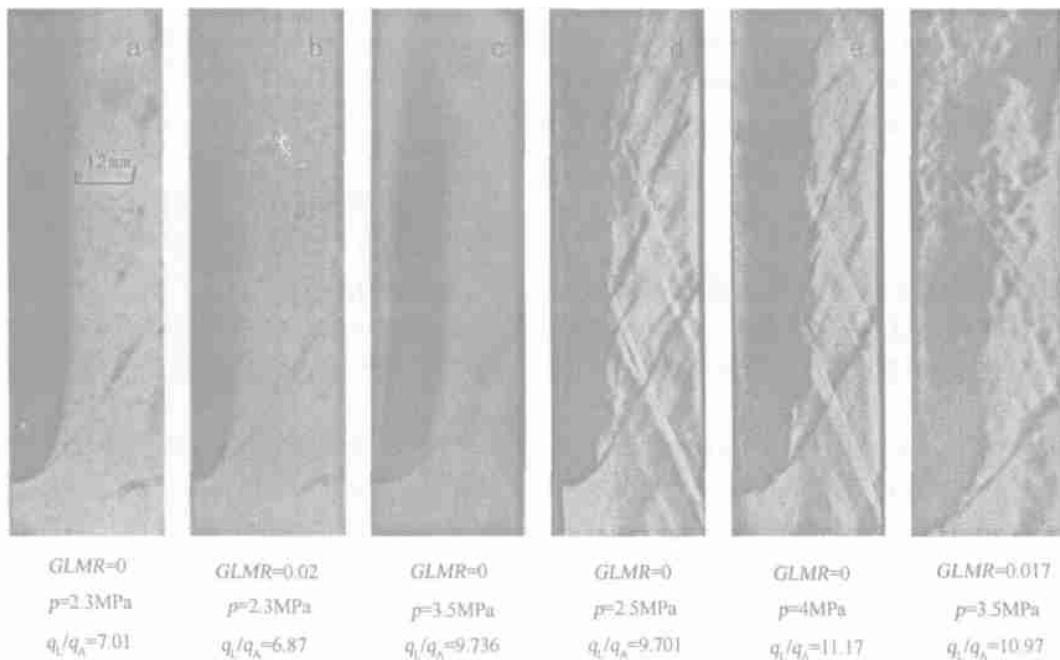 a b c d e f
12mm
GLMR=0 GLMR=0.02 GLMR=0 GLMR=0 GLMR=0 GLMR=0.017
p=2.3MPa p=2.3MPa p=3.5MPa p=2.5MPa p=4MPa p=3.5MPa
qL/qA=7.01 qL/qA=6.87 qL/qA=9.736 qL/qA=9.701 qL/qA=11.17 qL/qA=10.97